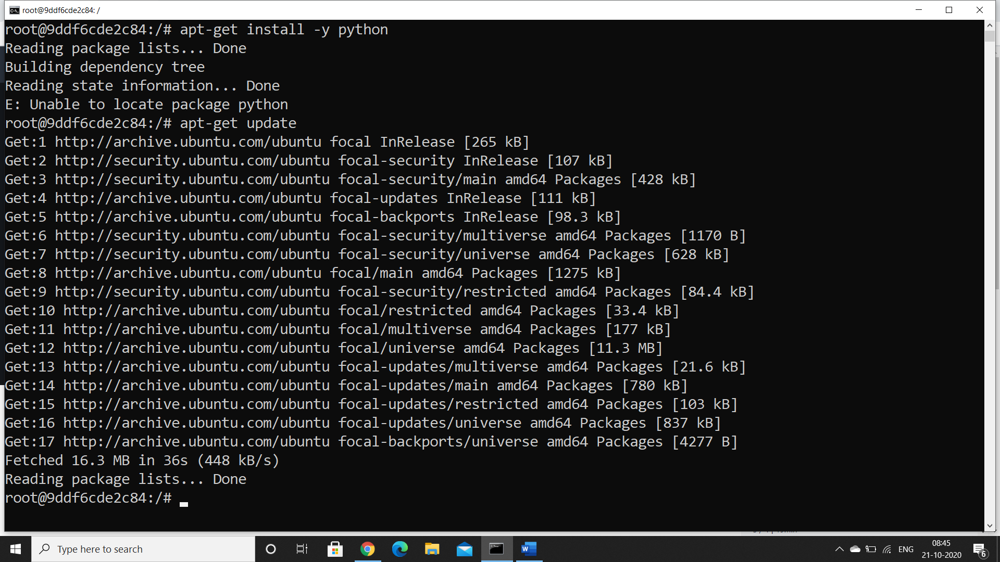 root@9ddf6cde2c84: /
root@9ddf6cde2c84:/# apt-get install -y python
Reading package lists... Done
Building dependency tree
Reading state information... Done
E: Unable to locate package python
root@9ddf6cde2c84:/# apt-get update
Get:1 http://archive.ubuntu.com/ubuntu focal InRelease [265 kB]
Get:2 http://security.ubuntu.com/ubuntu focal-security InRelease [107 kB]
Get:3 http://security.ubuntu.com/ubuntu focal-security/main amd64 Packages [428 kB]
Get:4 http://archive.ubuntu.com/ubuntu focal-updates InRelease [111 kB]
Get:5 http://archive.ubuntu.com/ubuntu focal-backports InRelease [98.3 kB]
Get:6 http://security.ubuntu.com/ubuntu focal-security/multiverse amd64 Packages [1170 B]
Get:7 http://security.ubuntu.com/ubuntu focal-security/universe amd64 Packages [628 kB]
Get:8 http://archive.ubuntu.com/ubuntu focal/main amd64 Packages [1275 kB]
Get:9 http://security.ubuntu.com/ubuntu focal-security/restricted amd64 Packages [84.4 kB]
Get:10 http://archive.ubuntu.com/ubuntu focal/restricted amd64 Packages [33.4 kB]
Get:11 http://archive.ubuntu.com/ubuntu focal/multiverse amd64 Packages [177 kB]
Get:12 http://archive.ubuntu.com/ubuntu focal/universe amd64 Packages [11.3 MB]
Get:13 http://archive.ubuntu.com/ubuntu focal-updates/multiverse amd64 Packages [21.6 kB]
Get:14 http://archive.ubuntu.com/ubuntu focal-updates/main amd64 Packages [780 kB]
Get:15 http://archive.ubuntu.com/ubuntu focal-updates/restricted amd64 Packages [103 kB]
Get:16 http://archive.ubuntu.com/ubuntu focal-updates/universe amd64 Packages [837 kB]
Get:17 http://archive.ubuntu.com/ubuntu focal-backports/universe amd64 Packages [4277 B]
Fetched 16.3 MB in 36s (448 kB/s)
Reading package lists... Done
root@9ddf6cde2c84:/#
Type here to search
ENG
08:45
21-10-2020
6